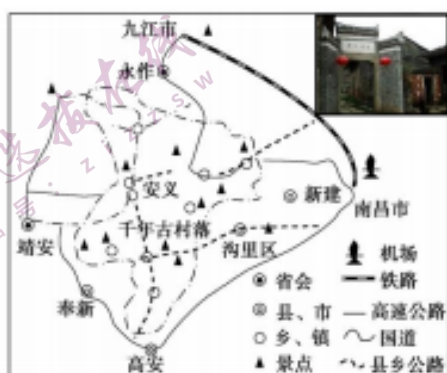 九江市
永作
安义
新建
南昌市
千年古村落
沟里区
靖安
奉新
高安
机场
省会
铁路
县、市
高速公路
乡、镇
国道
景点
县乡公路